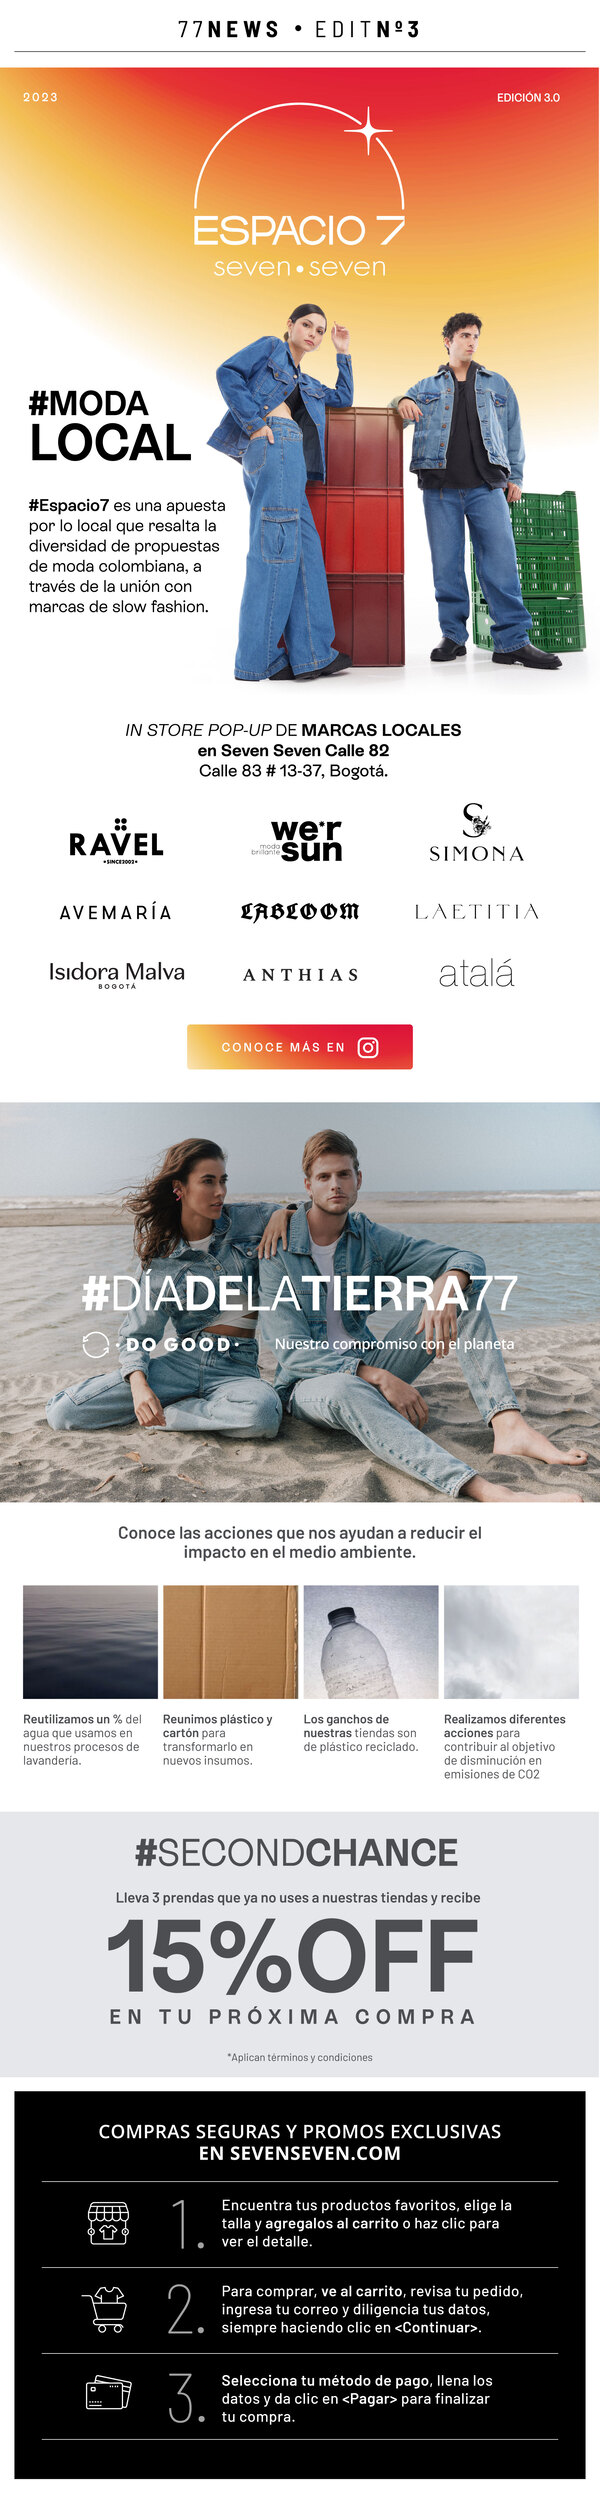 77NEWS • EDITNº3
2023
EDICIÓN 3.0
ESPACIO 7
seven•seven
#MODA
LOCAL
#Espacio7 es una apuesta
por lo local que resalta la
diversidad de propuestas
de moda colombiana, a
través de la unión con
marcas de slow fashion.
IN STORE POP-UP DE MARCAS LOCALES
en Seven Seven Calle 82
Calle 83 # 13-37, Bogotá.
RAVEL
•SINCE2002•
we*r
moda
brillante
sun
S
SIMONA
AVEMARÍA
LABLOOM
LAETITIA
Isidora Malva
BOGOTÁ
ANTHIAS
atalá
CONOCE MÁS EN
#DÍADELATIERRA77
•DO GOOD•
Nuestro compromiso con el planeta
Conoce las acciones que nos ayudan a reducir el
impacto en el medio ambiente.
Reutilizamos un % del
agua que usamos en
nuestros procesos de
lavandería.
Reunimos plástico y
cartón para
transformarlo en
nuevos insumos.
Los ganchos de
nuestras tiendas son
de plástico reciclado.
Realizamos diferentes
acciones para
contribuir al objetivo
de disminución en
emisiones de CO2
#SECONDCHANCE
Lleva 3 prendas que ya no uses a nuestras tiendas y recibe
15%OFF
EN TU PRÓXIMA COMPRA
*Aplican términos y condiciones
COMPRAS SEGURAS Y PROMOS EXCLUSIVAS
EN SEVENSEVEN.COM
1.
Encuentra tus productos favoritos, elige la
talla y agregalos al carrito o haz clic para
ver el detalle.
2.
Para comprar, ve al carrito, revisa tu pedido,
ingresa tu correo y diligencia tus datos,
siempre haciendo clic en <Continuar>.
3.
Selecciona tu método de pago, llena los
datos y da clic en <Pagar> para finalizar
tu compra.